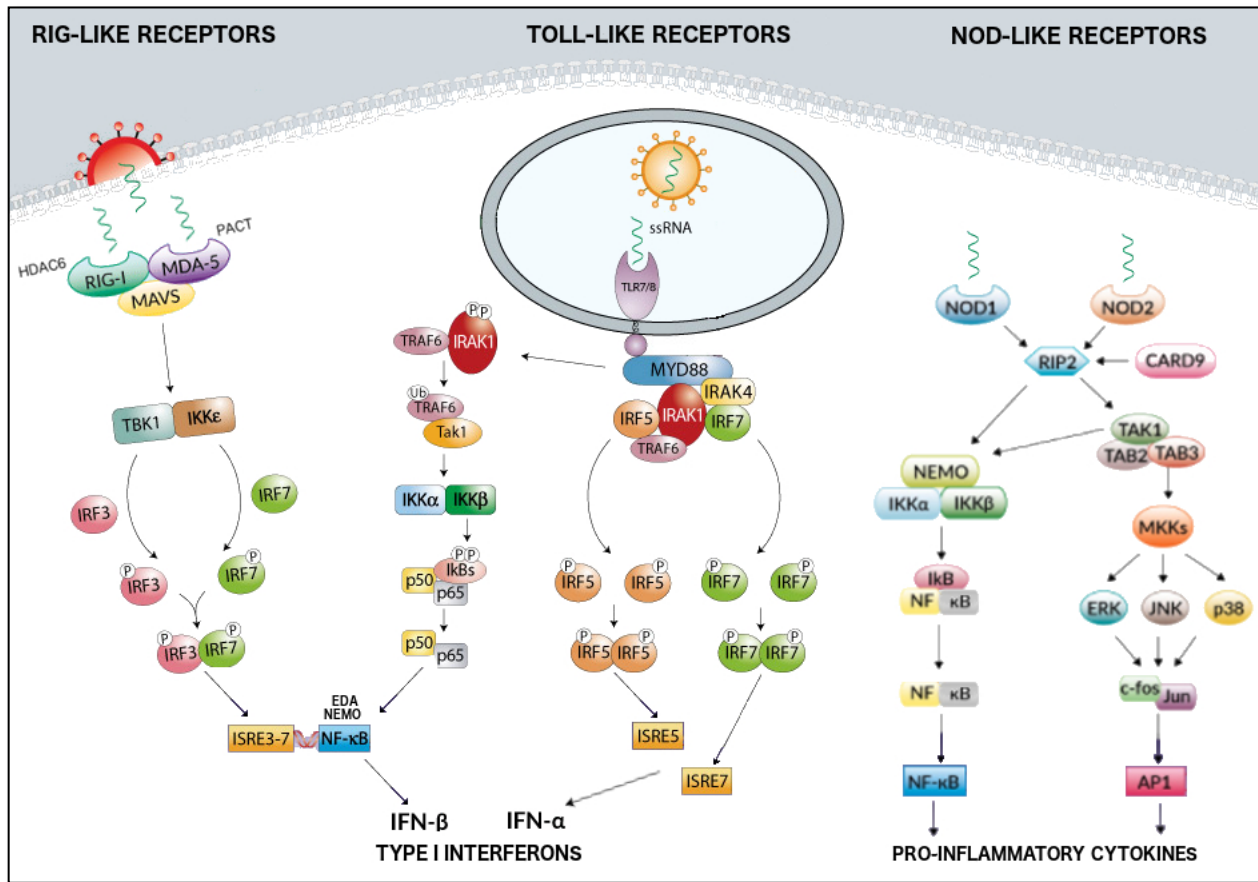 RIG-LIKE RECEPTORS
TOLL-LIKE RECEPTORS
NOD-LIKE RECEPTORS
HDAC6
PACT
RIG-I
MDA-5
MAVS
TBK1
IKKε
IRF3
IRF7
P
IRF3
P
IRF7
P
IRF3
P
IRF7
ISRE3-7
EDA
NEMO
NF-κB
ssRNA
TLR7/8
MYD88
IRAK4
IRAK1
IRF5
IRF7
TRAF6
P
P
TRAF6
IRAK1
Ub
TRAF6
Tak1
IKKα
IKKβ
P
P
IkBs
p50
p65
p50
p65
P
IRF5
P
IRF5
P
IRF7
P
IRF7
P
IRF5
P
IRF5
P
IRF7
P
IRF7
ISRE5
ISRE7
IFN-β
IFN-α
TYPE I INTERFERONS
NOD1
NOD2
RIP2
CARD9
TAK1
TAB2
TAB3
NEMO
IKKα
IKKβ
MKKs
IkB
NF
κB
ERK
JNK
p38
NF
κB
c-fos
Jun
NF-κB
AP1
PRO-INFLAMMATORY CYTOKINES